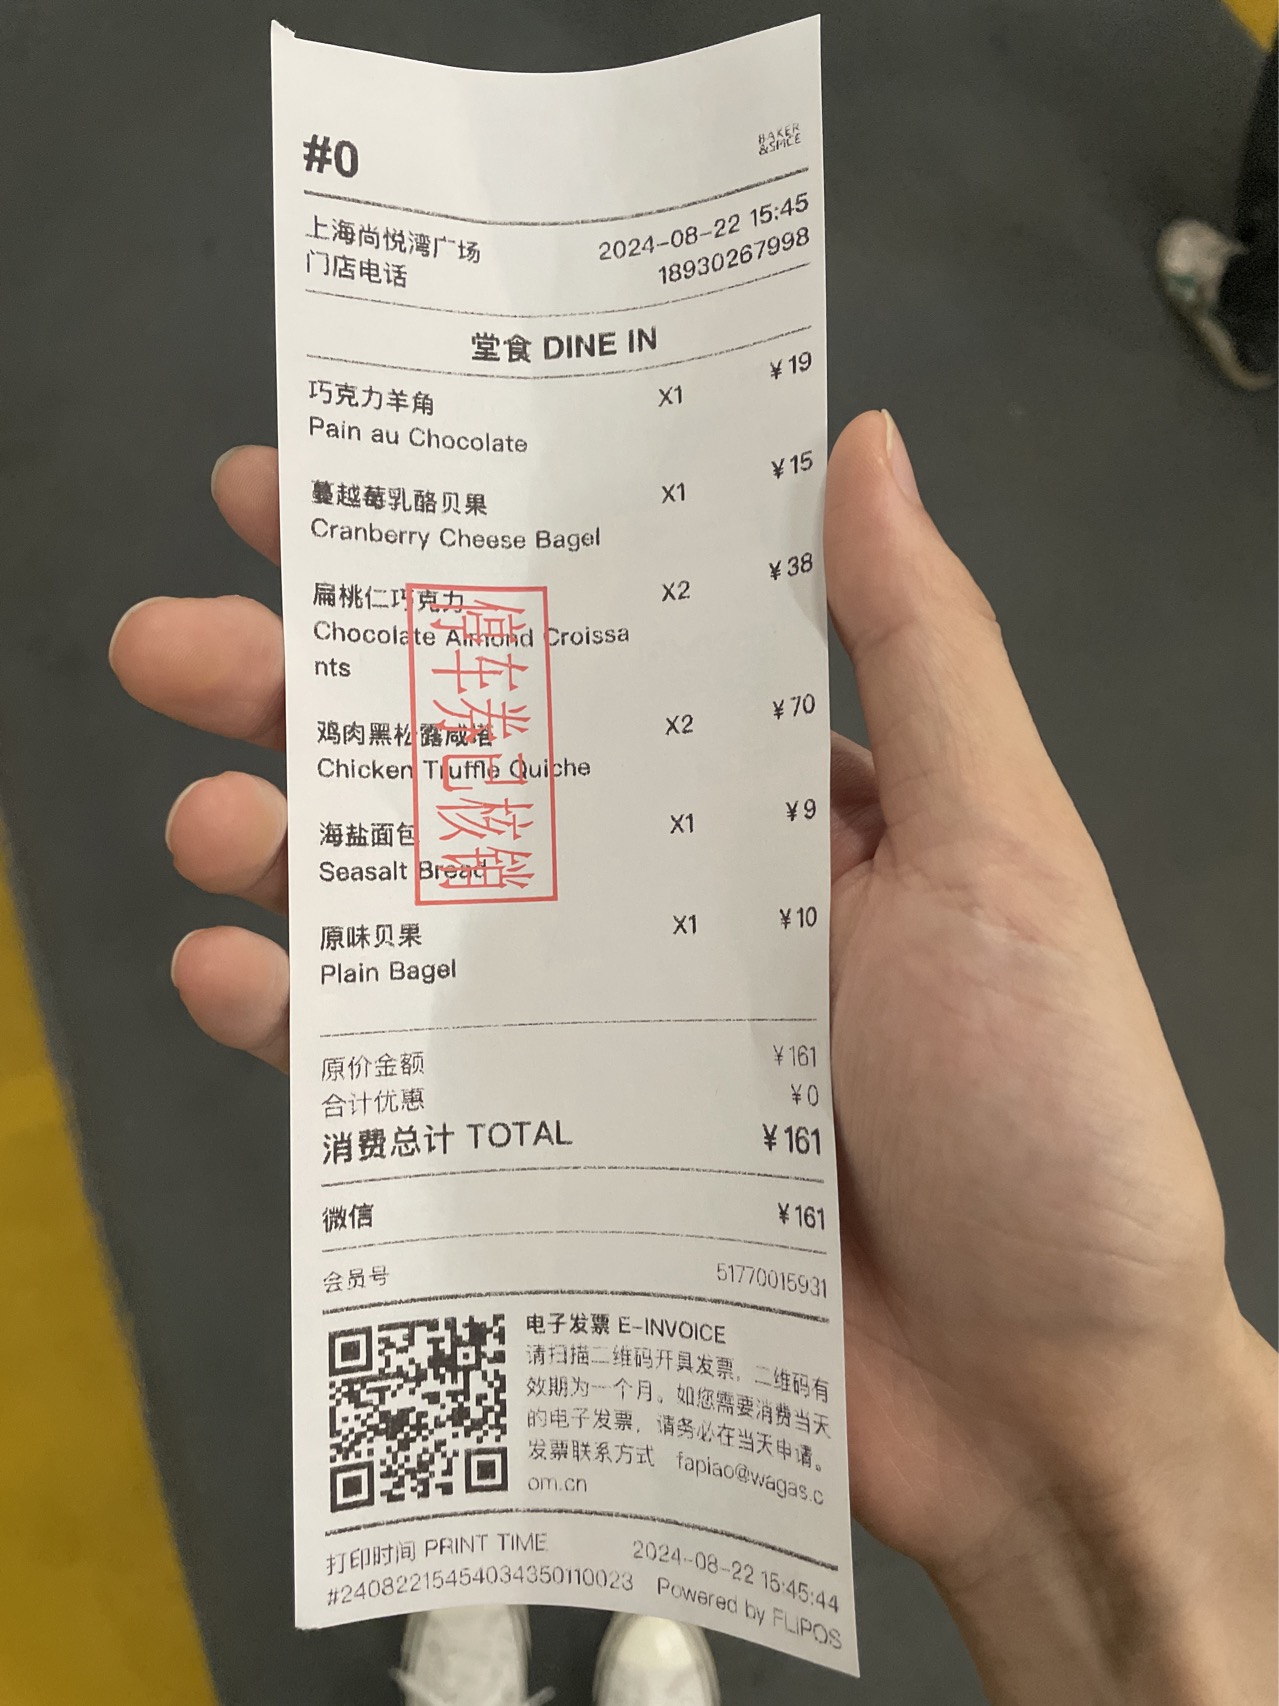 #0
BAKER
&SPICE
上海尚悦湾广场 2024-08-22 15:45
门店电话 18930267998
堂食 DINE IN
巧克力羊角 X1 ¥19
Pain au Chocolate
蔓越莓乳酪贝果 X1 ¥15
Cranberry Cheese Bagel
扁桃仁巧克力 X2 ¥38
Chocolate Almond Croissa
nts
鸡肉黑松露咸塔 X2 ¥70
Chicken Truffle Quiche
海盐面包 X1 ¥9
Seasalt Bread
原味贝果 X1 ¥10
Plain Bagel
停车券已核销
原价金额 ¥161
合计优惠 ¥0
消费总计 TOTAL ¥161
微信 ¥161
会员号 51770015931
电子发票 E-INVOICE
请扫描二维码开具发票，二维码有
效期为一个月。如您需要消费当天
的电子发票，请务必在当天申请。
发票联系方式 fapiao@wagas.c
om.cn
打印时间 PRINT TIME 2024-08-22 15:45:44
#24082215454034350110023 Powered by FLIPOS